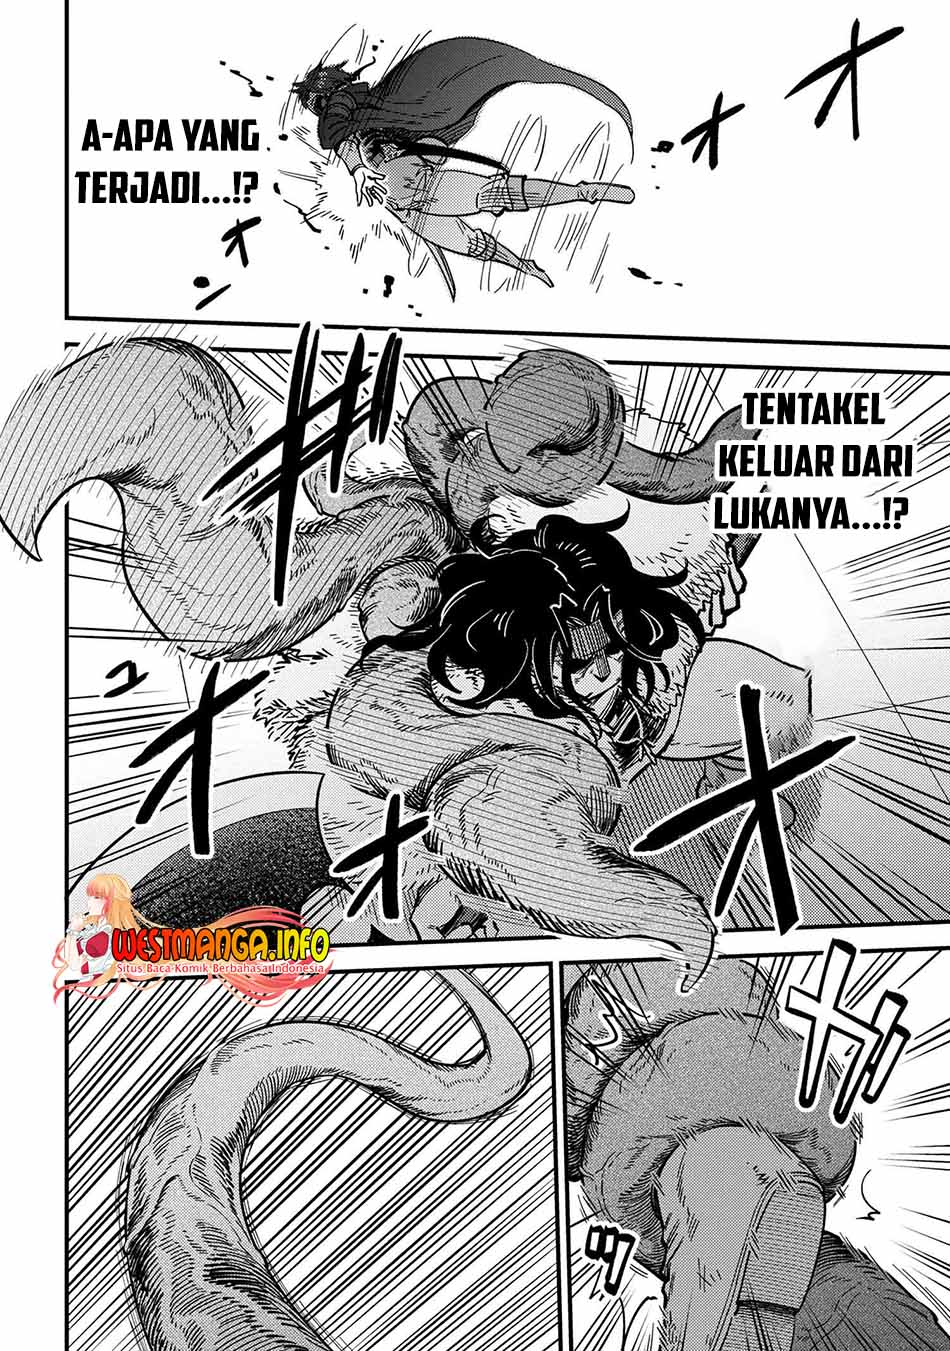 A-APA YANG
TERJADI...!?
TENTAKEL
KELUAR DARI
LUKANYA...!?
WESTMANGA.INFO
Situs Baca Komik Berbahasa Indonesia